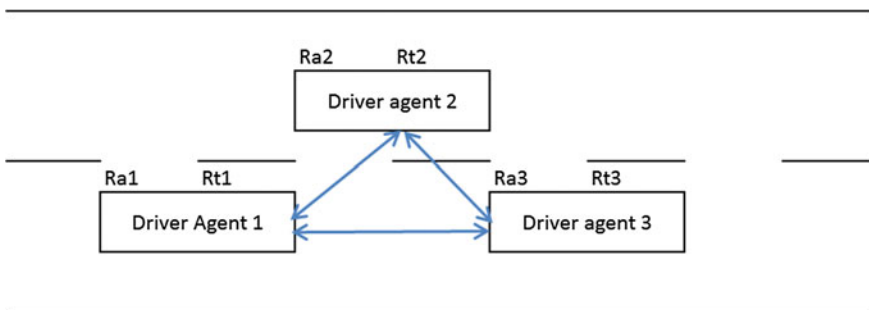 Ra2 Rt2
Driver agent 2
Ra1 Rt1 Ra3 Rt3
Driver Agent 1 Driver agent 3